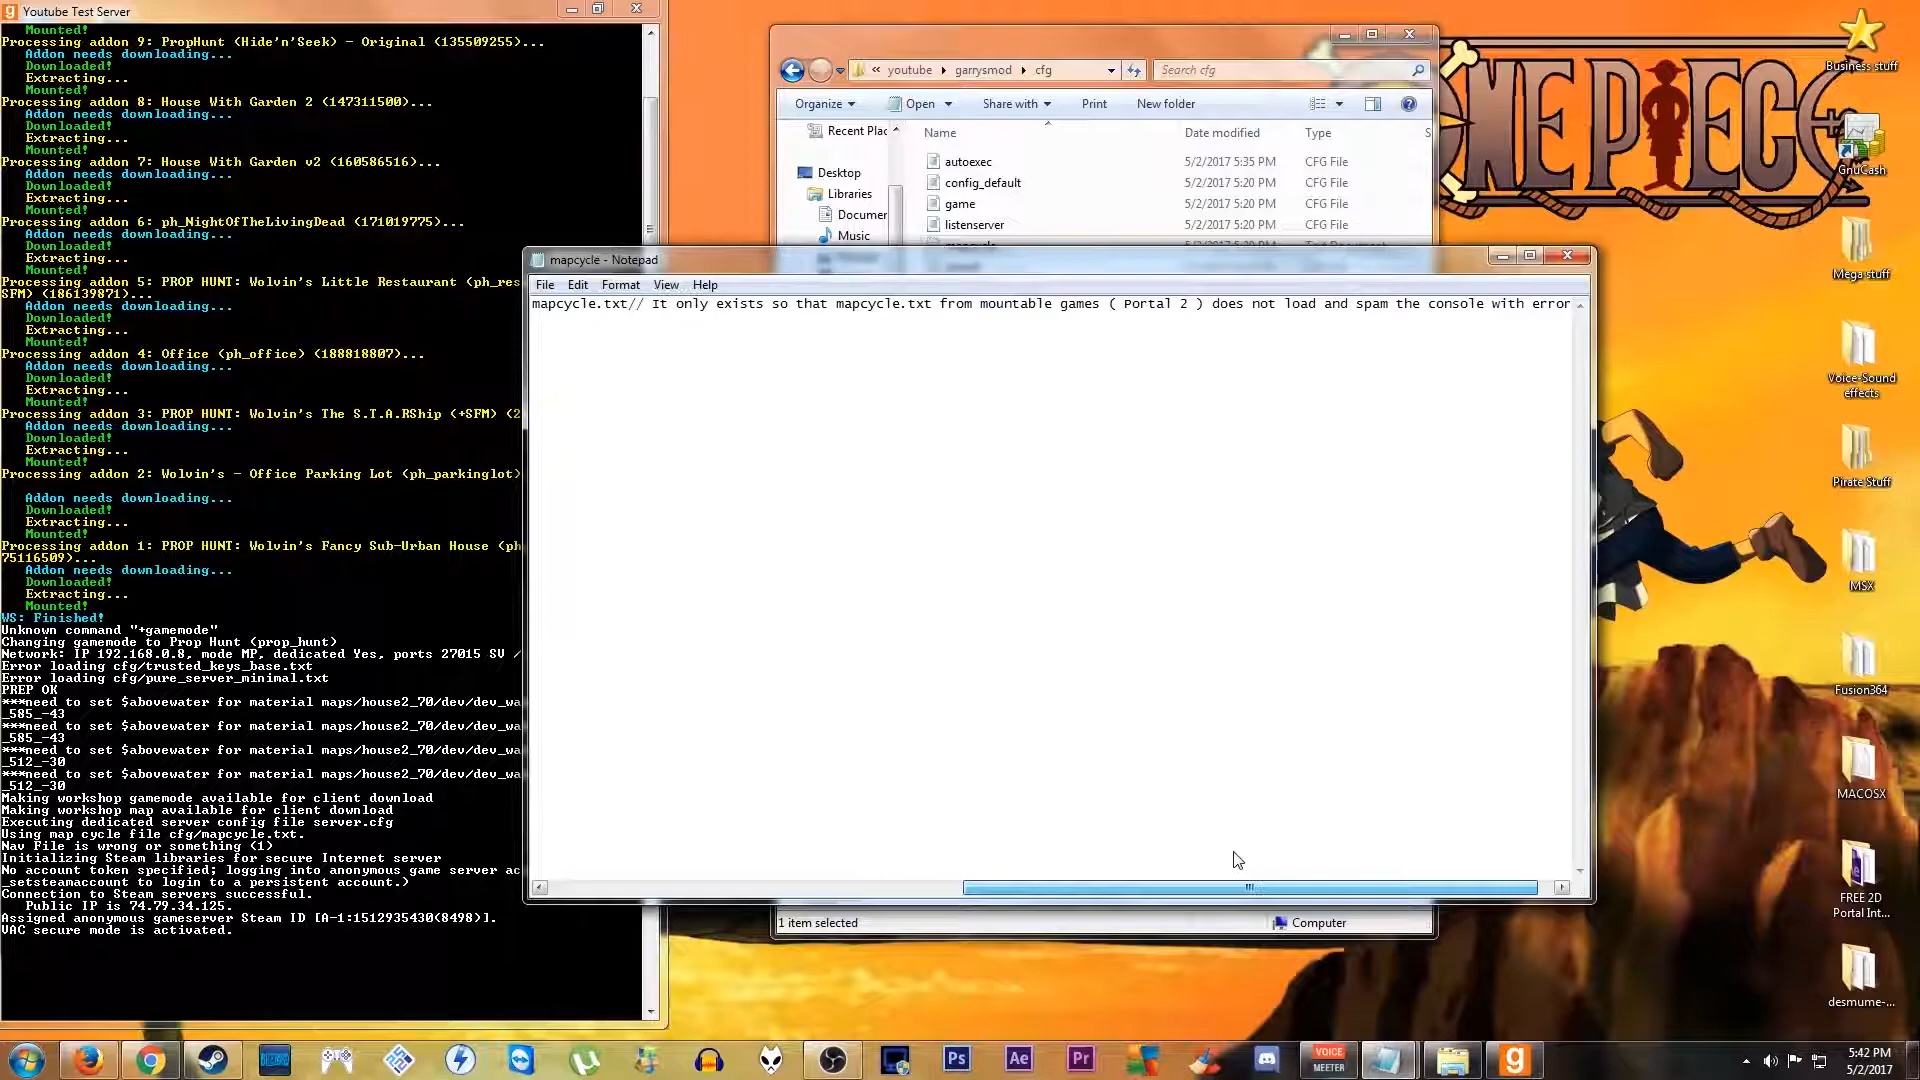 Youtube Test Server
Mounted!
Processing addon 9: PropHunt (Hide'n'Seek) - Original (135509255)...
Addon needs downloading...
Downloaded!
Extracting...
Mounted!
Processing addon 8: House With Garden 2 (147311500)...
Addon needs downloading...
Downloaded!
Extracting...
Mounted!
Processing addon 7: House With Garden v2 (160586516)...
Addon needs downloading...
Downloaded!
Extracting...
Mounted!
Processing addon 6: ph_NightOfTheLivingDead (171019775)...
Addon needs downloading...
Downloaded!
Extracting...
Mounted!
Processing addon 5: PROP HUNT: Wolvin's Little Restaurant (ph_res
SFM) (186139871)...
Addon needs downloading...
Downloaded!
Extracting...
Mounted!
Processing addon 4: Office (ph_office) (188818807)...
Addon needs downloading...
Downloaded!
Extracting...
Mounted!
Processing addon 3: PROP HUNT: Wolvin's The S.T.A.RShip (+SFM) (2
Addon needs downloading...
Downloaded!
Extracting...
Mounted!
Processing addon 2: Wolvin's - Office Parking Lot (ph_parkinglot)
Addon needs downloading...
Downloaded!
Extracting...
Mounted!
Processing addon 1: PROP HUNT: Wolvin's Fancy Sub-Urban House (ph
75116509)...
Addon needs downloading...
Downloaded!
Extracting...
Mounted!
WS: Finished!
Unknown command "+gamemode"
Changing gamemode to Prop Hunt (prop_hunt)
Network: IP 192.168.0.8, mode MP, dedicated Yes, ports 27015 SV /
Error loading cfg/trusted_keys_base.txt
Error loading cfg/pure_server_minimal.txt
PREP OK
***need to set $abovewater for material maps/house2_70/dev/dev_wa
_585_-43
***need to set $abovewater for material maps/house2_70/dev/dev_wa
_585_-43
***need to set $abovewater for material maps/house2_70/dev/dev_wa
_512_-30
***need to set $abovewater for material maps/house2_70/dev/dev_wa
_512_-30
Making workshop gamemode available for client download
Making workshop map available for client download
Executing dedicated server config file server.cfg
Using map cycle file cfg/mapcycle.txt.
Nav File is wrong or something (1)
Initializing Steam libraries for secure Internet server
No account token specified; logging into anonymous game server ac
_setsteamaccount to login to a persistent account.)
Connection to Steam servers successful.
Public IP is 74.79.34.125.
Assigned anonymous gameserver Steam ID [A-1:1512935430(8498)].
VAC secure mode is activated.
« youtube garrysmod cfg
Search cfg
Organize Open Share with Print New folder
Recent Plac
Desktop
Libraries
Documer
Music
Name Date modified Type S
autoexec 5/2/2017 5:35 PM CFG File
config_default 5/2/2017 5:20 PM CFG File
game 5/2/2017 5:20 PM CFG File
listenserver 5/2/2017 5:20 PM CFG File
mapcycle - Notepad
File Edit Format View Help
mapcycle.txt// It only exists so that mapcycle.txt from mountable games ( Portal 2 ) does not load and spam the console with error
1 item selected
Computer
ONE PIECE
Business stuff
GnuCash
Mega stuff
Voice-Sound
effects
Pirate Stuff
MSX
Fusion364
MACOSX
FREE 2D
Portal Int...
desmume-...
BLIZZARD
Ps
Ae
Pr
VOICE
MEETER
g
5:42 PM
5/2/2017